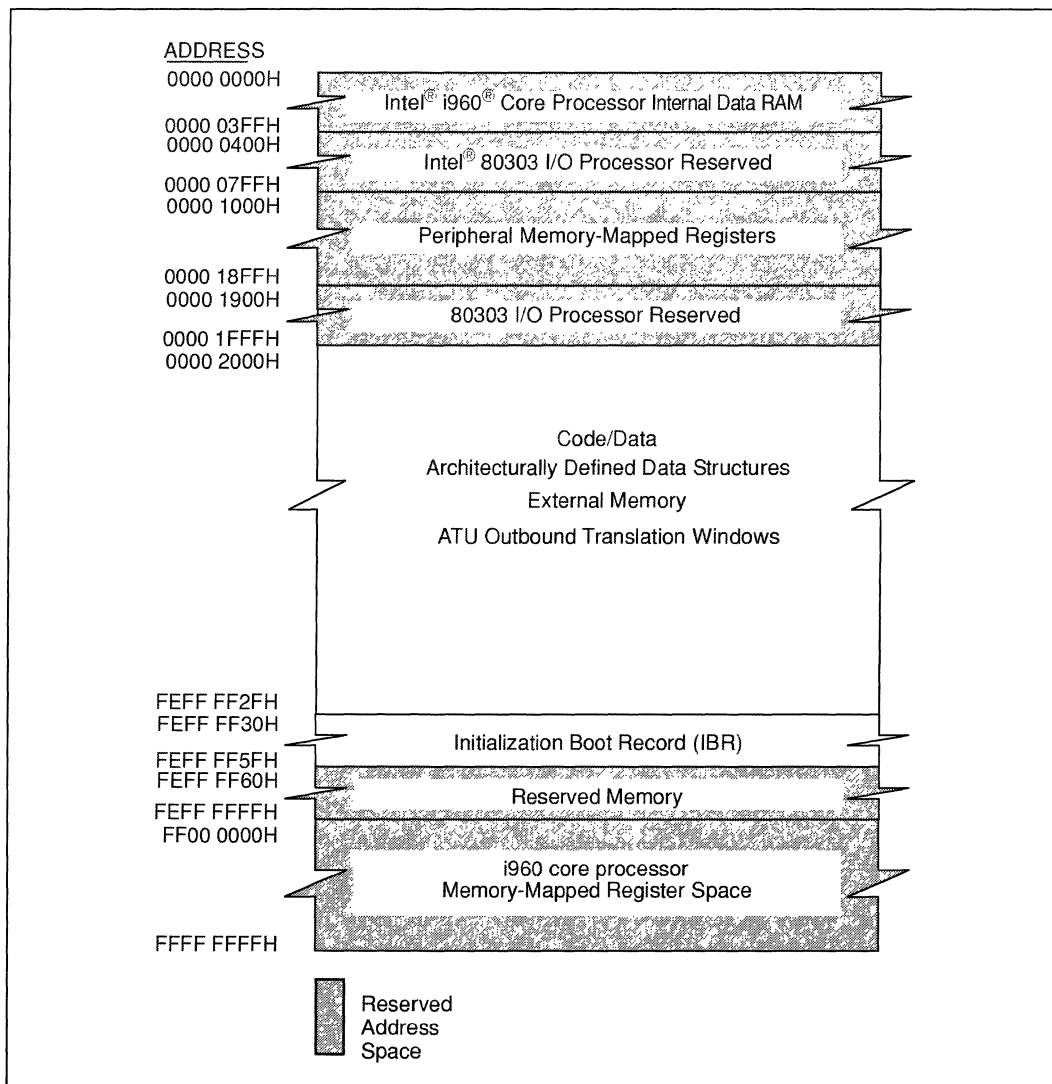 ADDRESS
0000 0000H
Intel® i960® Core Processor Internal Data RAM
0000 03FFH
0000 0400H
Intel® 80303 I/O Processor Reserved
0000 07FFH
0000 1000H
Peripheral Memory-Mapped Registers
0000 18FFH
0000 1900H
80303 I/O Processor Reserved
0000 1FFFH
0000 2000H
Code/Data
Architecturally Defined Data Structures
External Memory
ATU Outbound Translation Windows
FEFF FF2FH
FEFF FF30H
Initialization Boot Record (IBR)
FEFF FF5FH
FEFF FF60H
Reserved Memory
FEFF FFFFH
FF00 0000H
i960 core processor
Memory-Mapped Register Space
FFFF FFFFH
Reserved
Address
Space